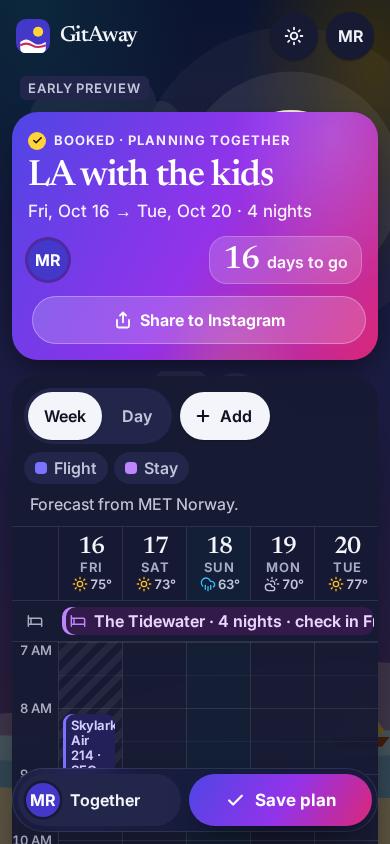 GitAway
MR
EARLY PREVIEW
BOOKED · PLANNING TOGETHER
LA with the kids
Fri, Oct 16 → Tue, Oct 20 · 4 nights
MR
16 days to go
Share to Instagram
Week
Day
+ Add
Flight
Stay
Forecast from MET Norway.
16 17 18 19 20
FRI SAT SUN MON TUE
75° 73° 63° 70° 77°
The Tidewater · 4 nights · check in
7 AM
8 AM
Skylark
Air
214 ·
MR Together
Save plan
10 AM